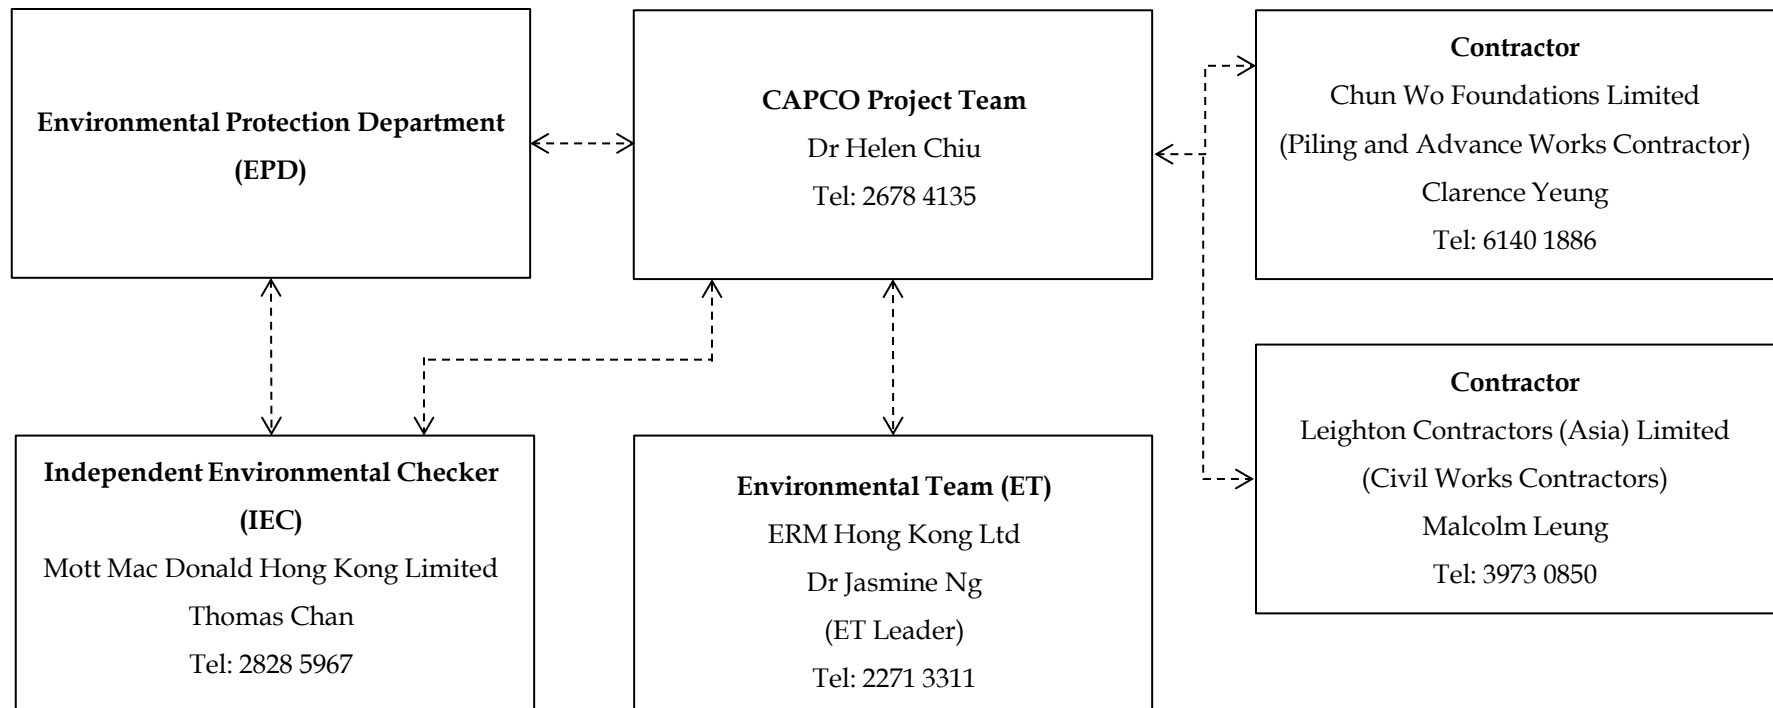 Environmental Protection Department
(EPD)
CAPCO Project Team
Dr Helen Chiu
Tel: 2678 4135
Contractor
Chun Wo Foundations Limited
(Piling and Advance Works Contractor)
Clarence Yeung
Tel: 6140 1886
Independent Environmental Checker
(IEC)
Mott Mac Donald Hong Kong Limited
Thomas Chan
Tel: 2828 5967
Environmental Team (ET)
ERM Hong Kong Ltd
Dr Jasmine Ng
(ET Leader)
Tel: 2271 3311
Contractor
Leighton Contractors (Asia) Limited
(Civil Works Contractors)
Malcolm Leung
Tel: 3973 0850